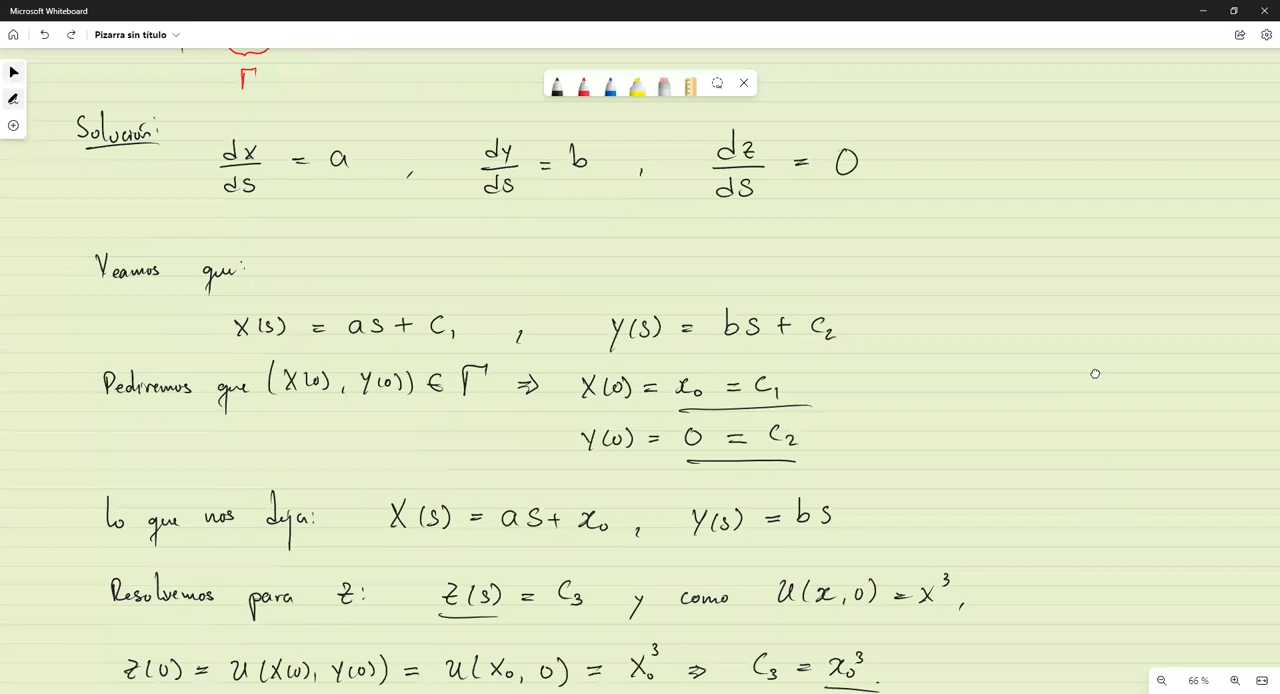 Microsoft Whiteboard
Pizarra sin título
Γ
Solución:
dx/ds = a , dy/ds = b , dz/ds = 0
Veamos que:
X(s) = as + C₁ , Y(s) = bs + C₂
Pediremos que (X(0), Y(0)) ∈ Γ ⇒ X(0) = x₀ = C₁
Y(0) = 0 = C₂
Lo que nos deja: X(s) = as + x₀ , Y(s) = bs
Resolvemos para Z: Z(s) = C₃ y como U(x,0) = x³,
Z(0) = U(X(0), Y(0)) = U(X₀, 0) = X₀³ ⇒ C₃ = x₀³.
66 %